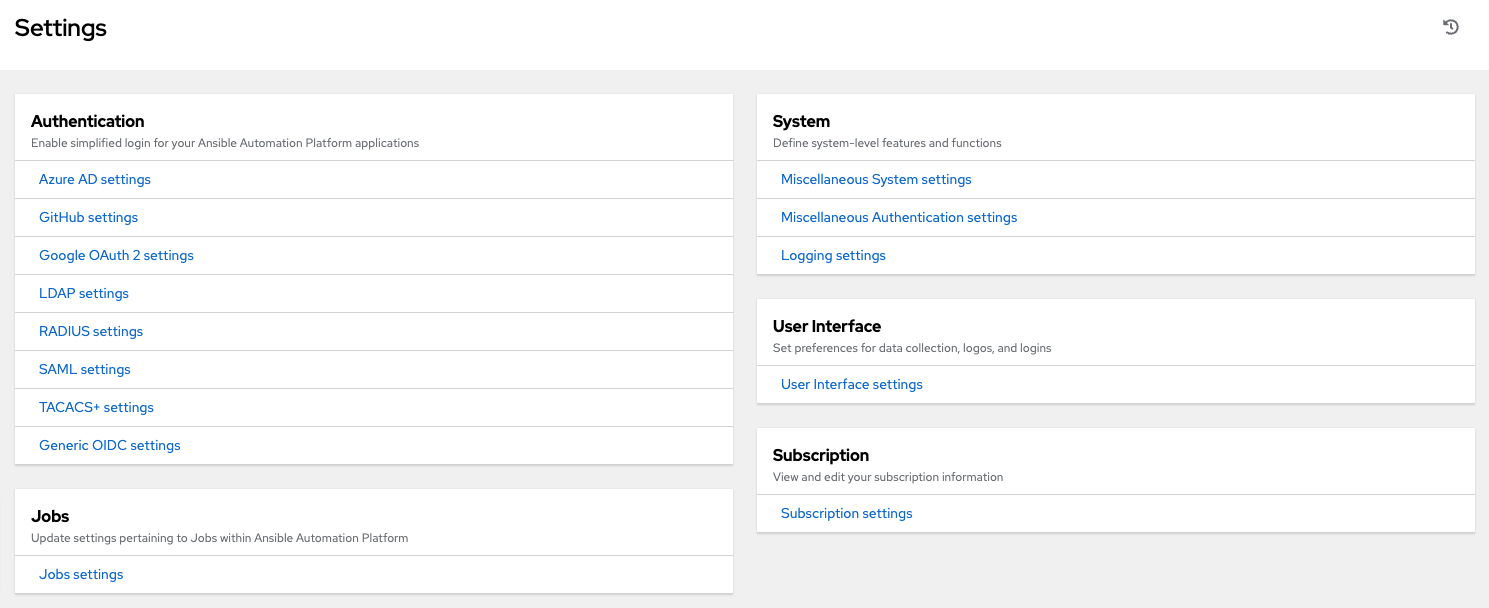 Settings
Authentication
Enable simplified login for your Ansible Automation Platform applications
Azure AD settings
GitHub settings
Google OAuth 2 settings
LDAP settings
RADIUS settings
SAML settings
TACACS+ settings
Generic OIDC settings
Jobs
Update settings pertaining to Jobs within Ansible Automation Platform
Jobs settings
System
Define system-level features and functions
Miscellaneous System settings
Miscellaneous Authentication settings
Logging settings
User Interface
Set preferences for data collection, logos, and logins
User Interface settings
Subscription
View and edit your subscription information
Subscription settings